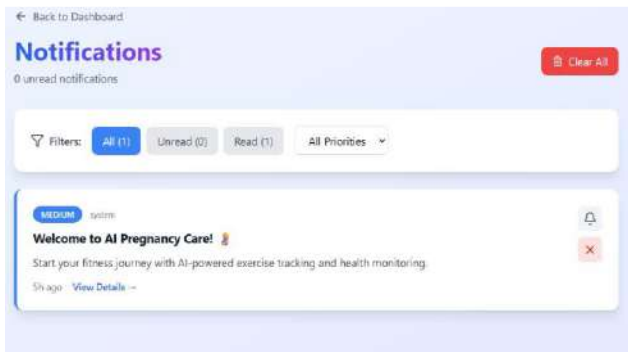 ← Back to Dashboard
Notifications
0 unread notifications
Clear All
Filters:
All (1)
Unread (0)
Read (1)
All Priorities
MEDIUM
system
Welcome to AI Pregnancy Care! 🤰
Start your fitness journey with AI-powered exercise tracking and health monitoring.
5h ago
View Details →